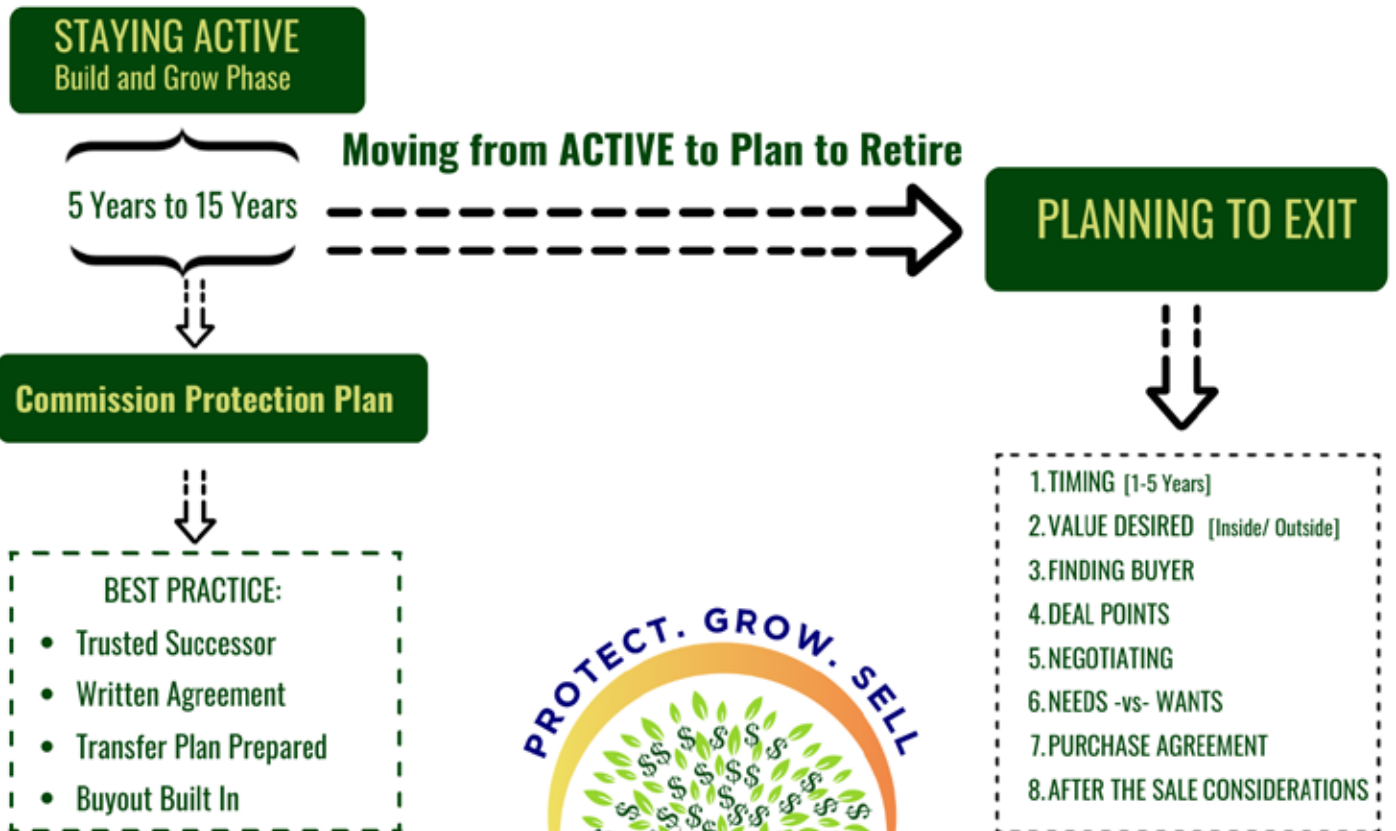 STAYING ACTIVE
Build and Grow Phase
5 Years to 15 Years
Moving from ACTIVE to Plan to Retire
PLANNING TO EXIT
Commission Protection Plan
BEST PRACTICE:
• Trusted Successor
• Written Agreement
• Transfer Plan Prepared
• Buyout Built In
PROTECT. GROW. SELL
$ $ $ $ $ $ $ $ $ $ $ $ $ $ $ $ $ $ $
1.TIMING [1-5 Years]
2.VALUE DESIRED [Inside/ Outside]
3.FINDING BUYER
4.DEAL POINTS
5.NEGOTIATING
6.NEEDS -vs- WANTS
7.PURCHASE AGREEMENT
8.AFTER THE SALE CONSIDERATIONS